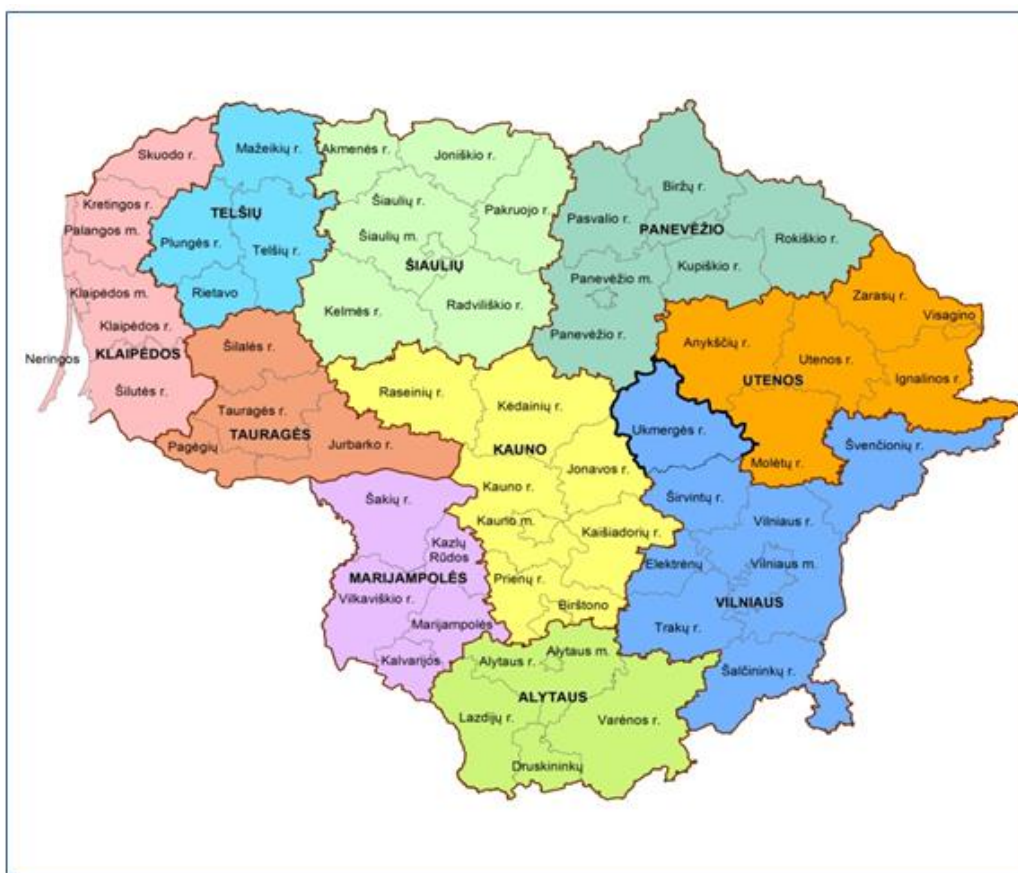 Skuodo r.
Mažeikių r.
Akmenės r.
Joniškio r.
Kretingos r.
Palangos m.
TELŠIŲ
Plungės r.
Telšių r.
Rietavo
Šiaulių r.
Pakruojo r.
Šiaulių m.
ŠIAULIŲ
Kelmės r.
Radviliškio r.
Biržų r.
Pasvalio r.
PANEVĖŽIO
Rokiškio r.
Kupiškio r.
Panevėžio m.
Panevėžio r.
Klaipėdos m.
Klaipėdos r.
KLAIPĖDOS
Neringos
Šilutės r.
Šilalės r.
Tauragės r.
TAURAGĖS
Pagėgių
Jurbarko r.
Zarasų r.
Visagino
Anykščių r.
Utenos r.
UTENOS
Ignalinos r.
Molėtų r.
Raseinių r.
Kėdainių r.
KAUNO
Jonavos r.
Kauno r.
Kauno m.
Kaišiadorių r.
Prienų r.
Birštono
Ukmergės r.
Švenčionių r.
Širvintų r.
Vilniaus r.
Elektrėnų
Vilniaus m.
VILNIAUS
Trakų r.
Šalčininkų r.
Šakių r.
Kazlų
Rūdos
MARIJAMPOLĖS
Vilkaviškio r.
Marijampolės
Kalvarijos
Alytaus r.
Alytaus m.
ALYTAUS
Lazdijų r.
Varėnos r.
Druskininkų